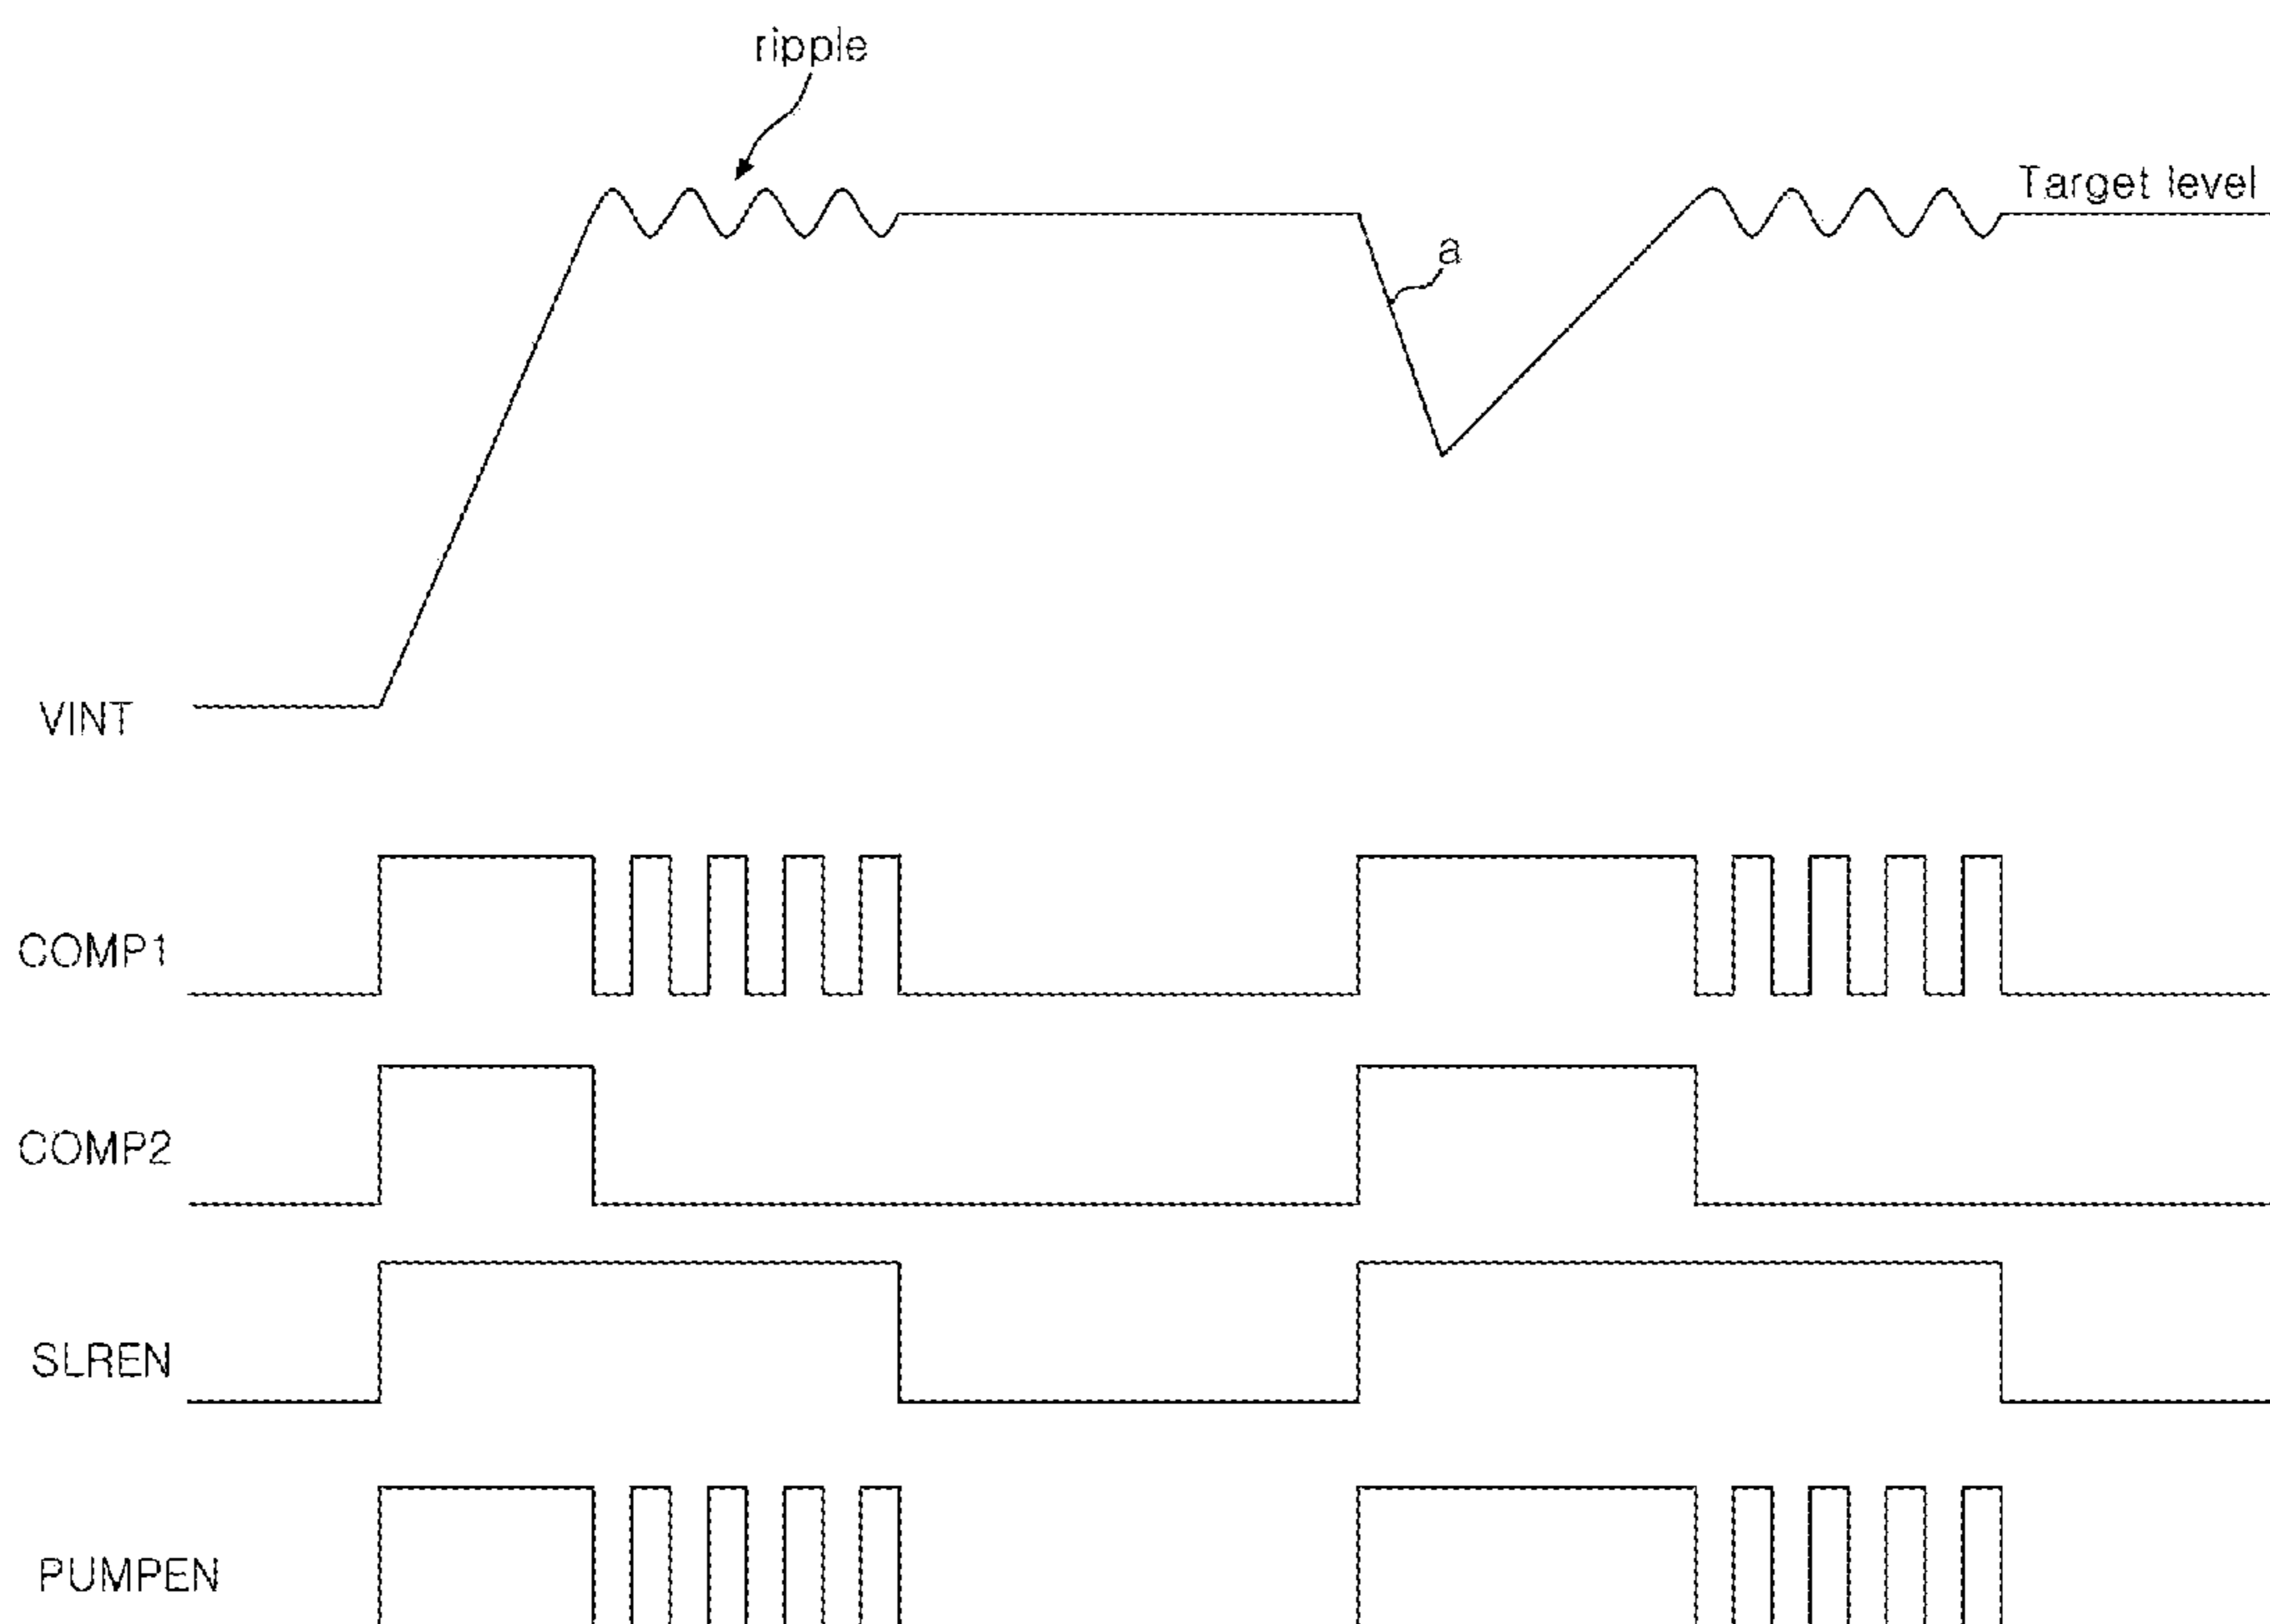 ripple
Target level
a
VINT
COMP1
COMP2
SLREN
PUMPEN